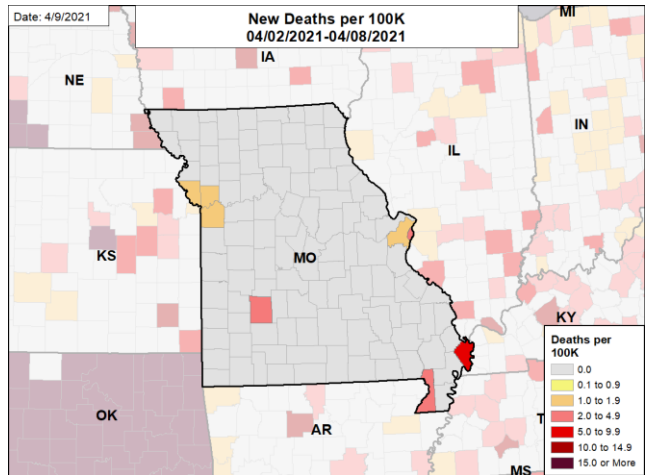 Date: 4/9/2021
New Deaths per 100K
04/02/2021-04/08/2021
MI
IA
NE
IN
IL
MO
KS
KY
Deaths per
100K
0.0
0.1 to 0.9
1.0 to 1.9
2.0 to 4.9
5.0 to 9.9
10.0 to 14.9
15.0 or More
OK
AR
T
MS